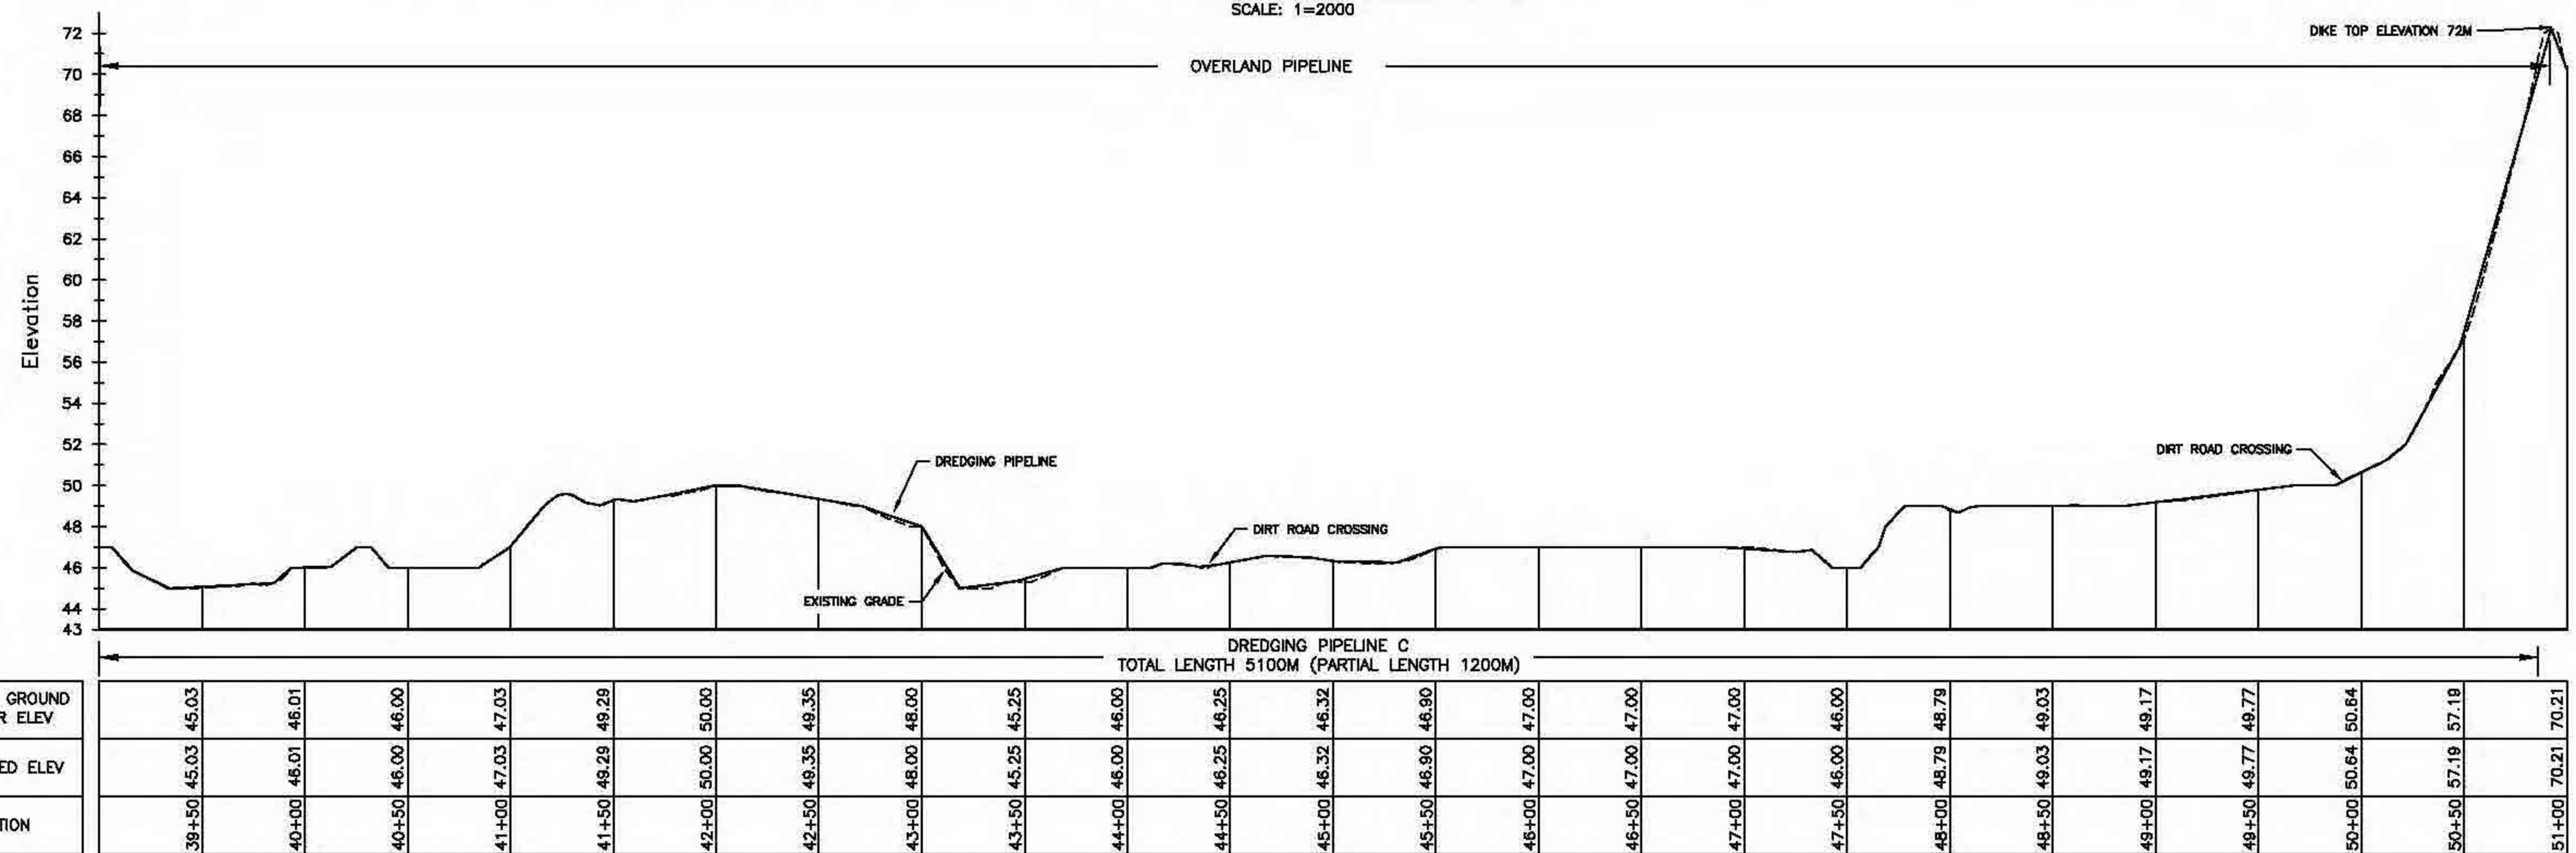 SCALE: 1=2000
DIKE TOP ELEVATION 72M
OVERLAND PIPELINE
72
70
68
66
64
62
60
58
56
54
52
50
48
46
44
43
Elevation
DREDGING PIPELINE
DIRT ROAD CROSSING
DIRT ROAD CROSSING
EXISTING GRADE
DREDGING PIPELINE C
TOTAL LENGTH 5100M (PARTIAL LENGTH 1200M)
GROUND
R ELEV
45.03 46.01 46.00 47.03 49.29 50.00 49.35 48.00 45.25 46.00 46.25 46.32 46.90 47.00 47.00 47.00 46.00 48.79 49.03 49.17 49.77 50.64 57.19 70.21
ED ELEV
45.03 46.01 46.00 47.03 49.29 50.00 49.35 48.00 45.25 46.00 46.25 46.32 46.90 47.00 47.00 47.00 46.00 48.79 49.03 49.17 49.77 50.64 57.19 70.21
TION
39+50 40+00 40+50 41+00 41+50 42+00 42+50 43+00 43+50 44+00 44+50 45+00 45+50 46+00 46+50 47+00 47+50 48+00 48+50 49+00 49+50 50+00 50+50 51+00